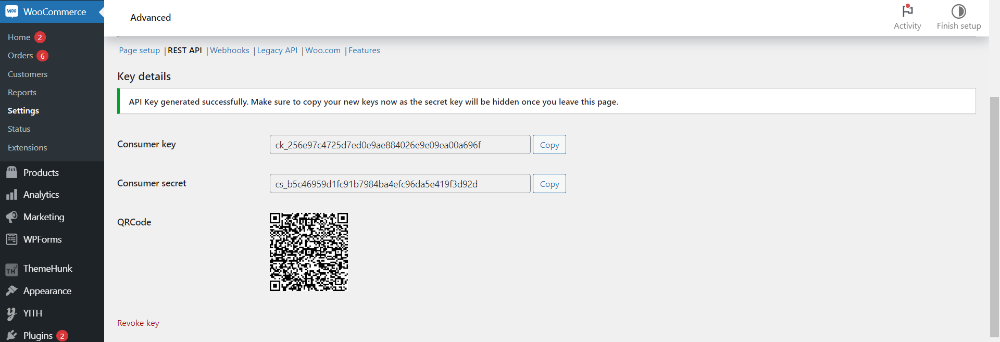 WooCommerce
Home 2
Orders 6
Customers
Reports
Settings
Status
Extensions
Products
Analytics
Marketing
WPForms
TH ThemeHunk
Appearance
YITH
Plugins 2
Advanced
Activity
Finish setup
Page setup | REST API | Webhooks | Legacy API | Woo.com | Features
Key details
API Key generated successfully. Make sure to copy your new keys now as the secret key will be hidden once you leave this page.
Consumer key
ck_256e97c4725d7ed0e9ae884026e9e09ea00a696f Copy
Consumer secret
cs_b5c46959d1fc91b7984ba4efc96da5e419f3d92d Copy
QRCode
Revoke key